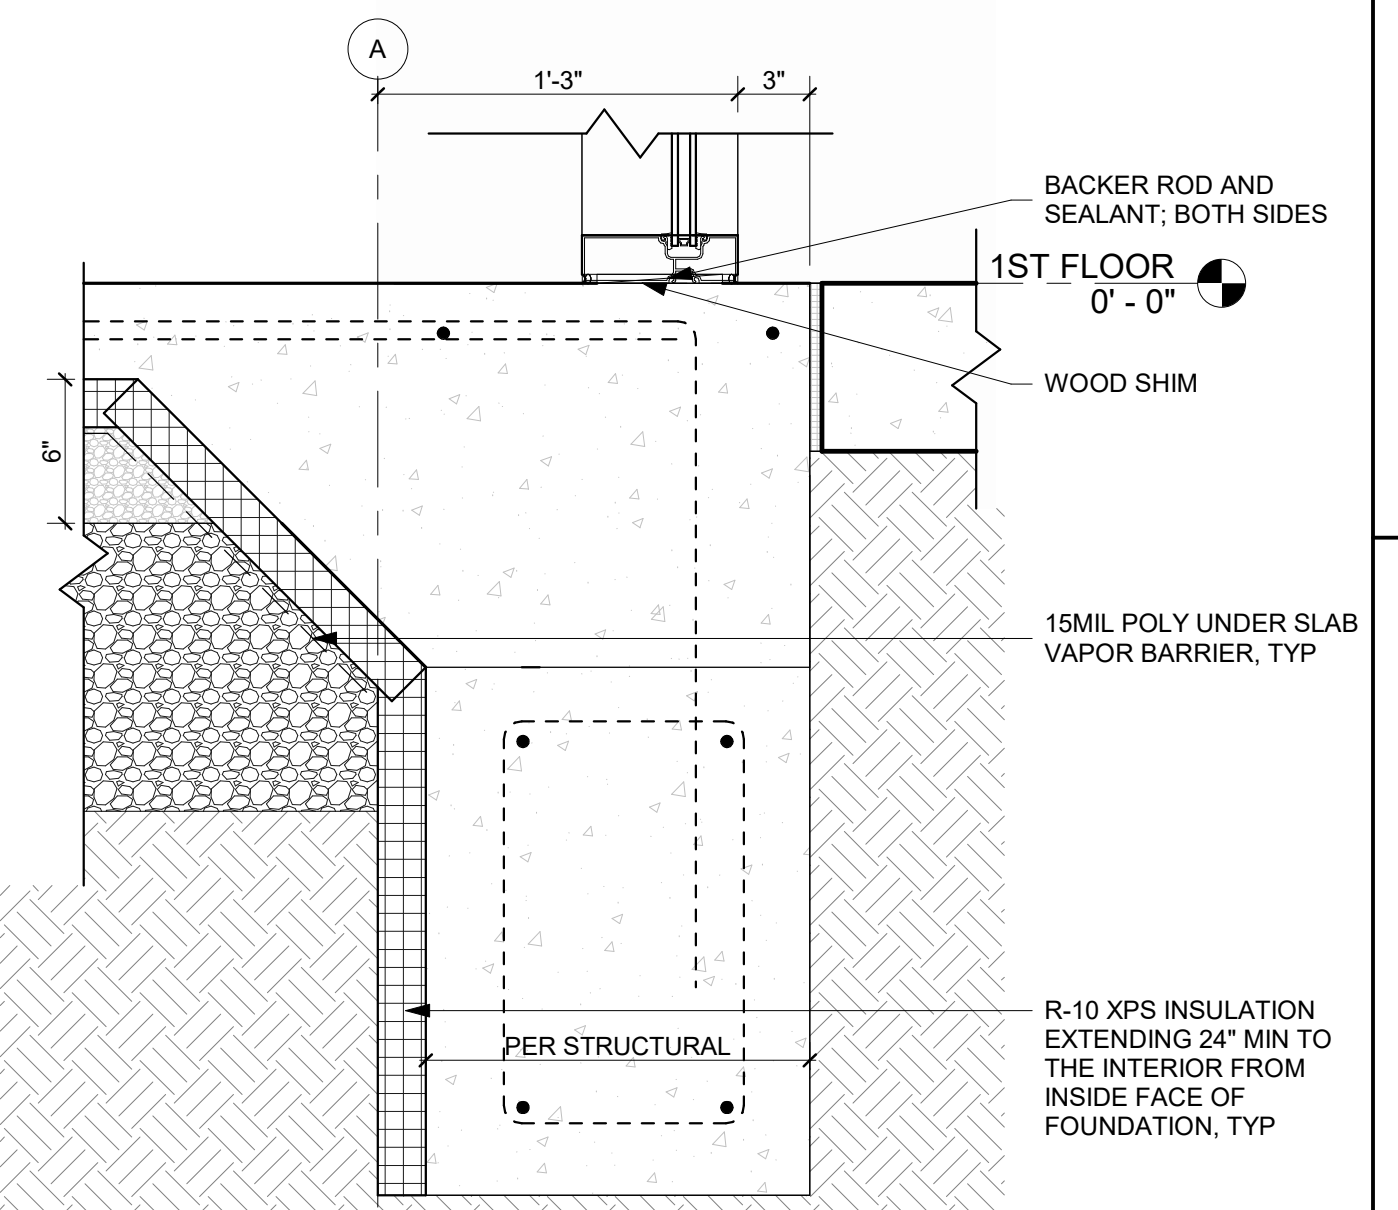 A
1'-3"
3"
BACKER ROD AND
SEALANT; BOTH SIDES
1ST FLOOR
0' - 0"
WOOD SHIM
6"
15MIL POLY UNDER SLAB
VAPOR BARRIER, TYP
R-10 XPS INSULATION
EXTENDING 24" MIN TO
THE INTERIOR FROM
INSIDE FACE OF
FOUNDATION, TYP
PER STRUCTURAL